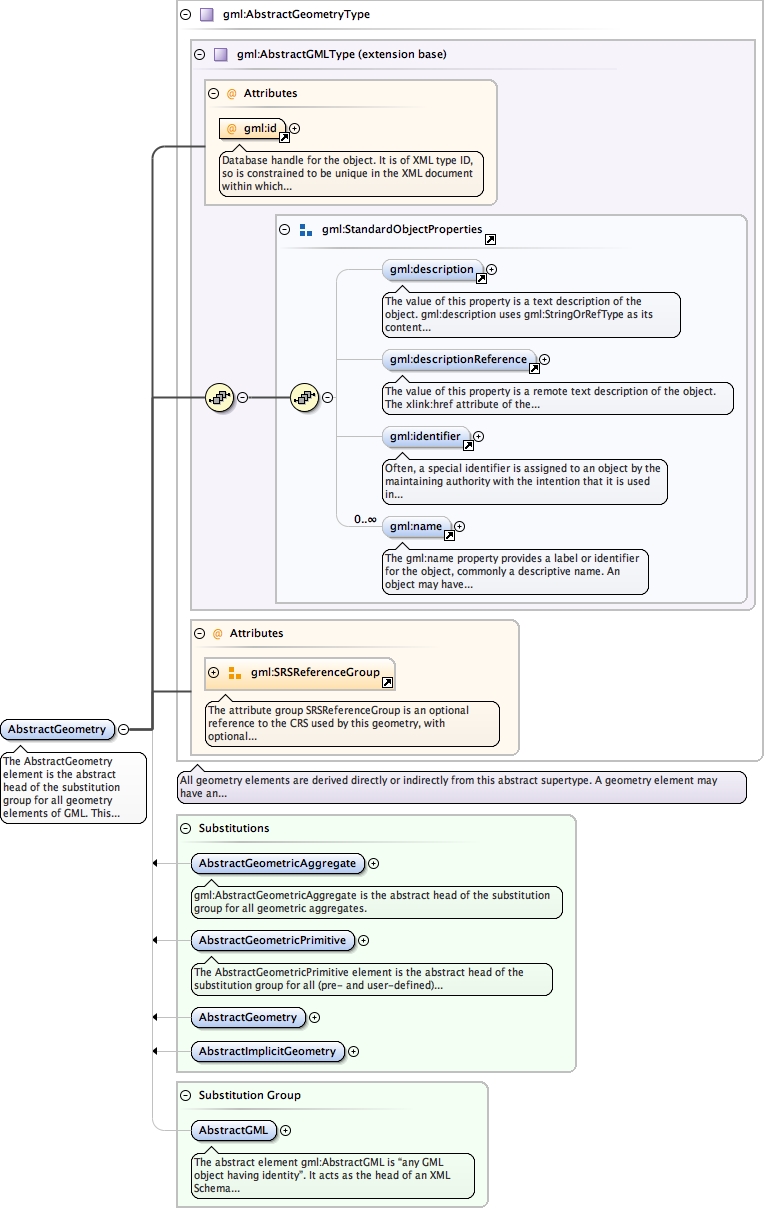 gml:AbstractGeometryType
gml:AbstractGMLType (extension base)
@ Attributes
@ gml:id
Database handle for the object. It is of XML type ID,
so is constrained to be unique in the XML document
within which...
gml:StandardObjectProperties
gml:description
The value of this property is a text description of the
object. gml:description uses gml:StringOrRefType as its
content...
gml:descriptionReference
The value of this property is a remote text description of the object.
The xlink:href attribute of the...
gml:identifier
Often, a special identifier is assigned to an object by the
maintaining authority with the intention that it is used
in...
0..∞
gml:name
The gml:name property provides a label or identifier
for the object, commonly a descriptive name. An
object may have...
@ Attributes
gml:SRSReferenceGroup
The attribute group SRSReferenceGroup is an optional
reference to the CRS used by this geometry, with
optional...
AbstractGeometry
The AbstractGeometry
element is the abstract
head of the substitution
group for all geometry
elements of GML. This...
All geometry elements are derived directly or indirectly from this abstract supertype. A geometry element may
have an...
Substitutions
AbstractGeometricAggregate
gml:AbstractGeometricAggregate is the abstract head of the substitution
group for all geometric aggregates.
AbstractGeometricPrimitive
The AbstractGeometricPrimitive element is the abstract head of the
substitution group for all (pre- and user-defined)...
AbstractGeometry
AbstractImplicitGeometry
Substitution Group
AbstractGML
The abstract element gml:AbstractGML is "any GML
object having identity". It acts as the head of an XML
Schema...